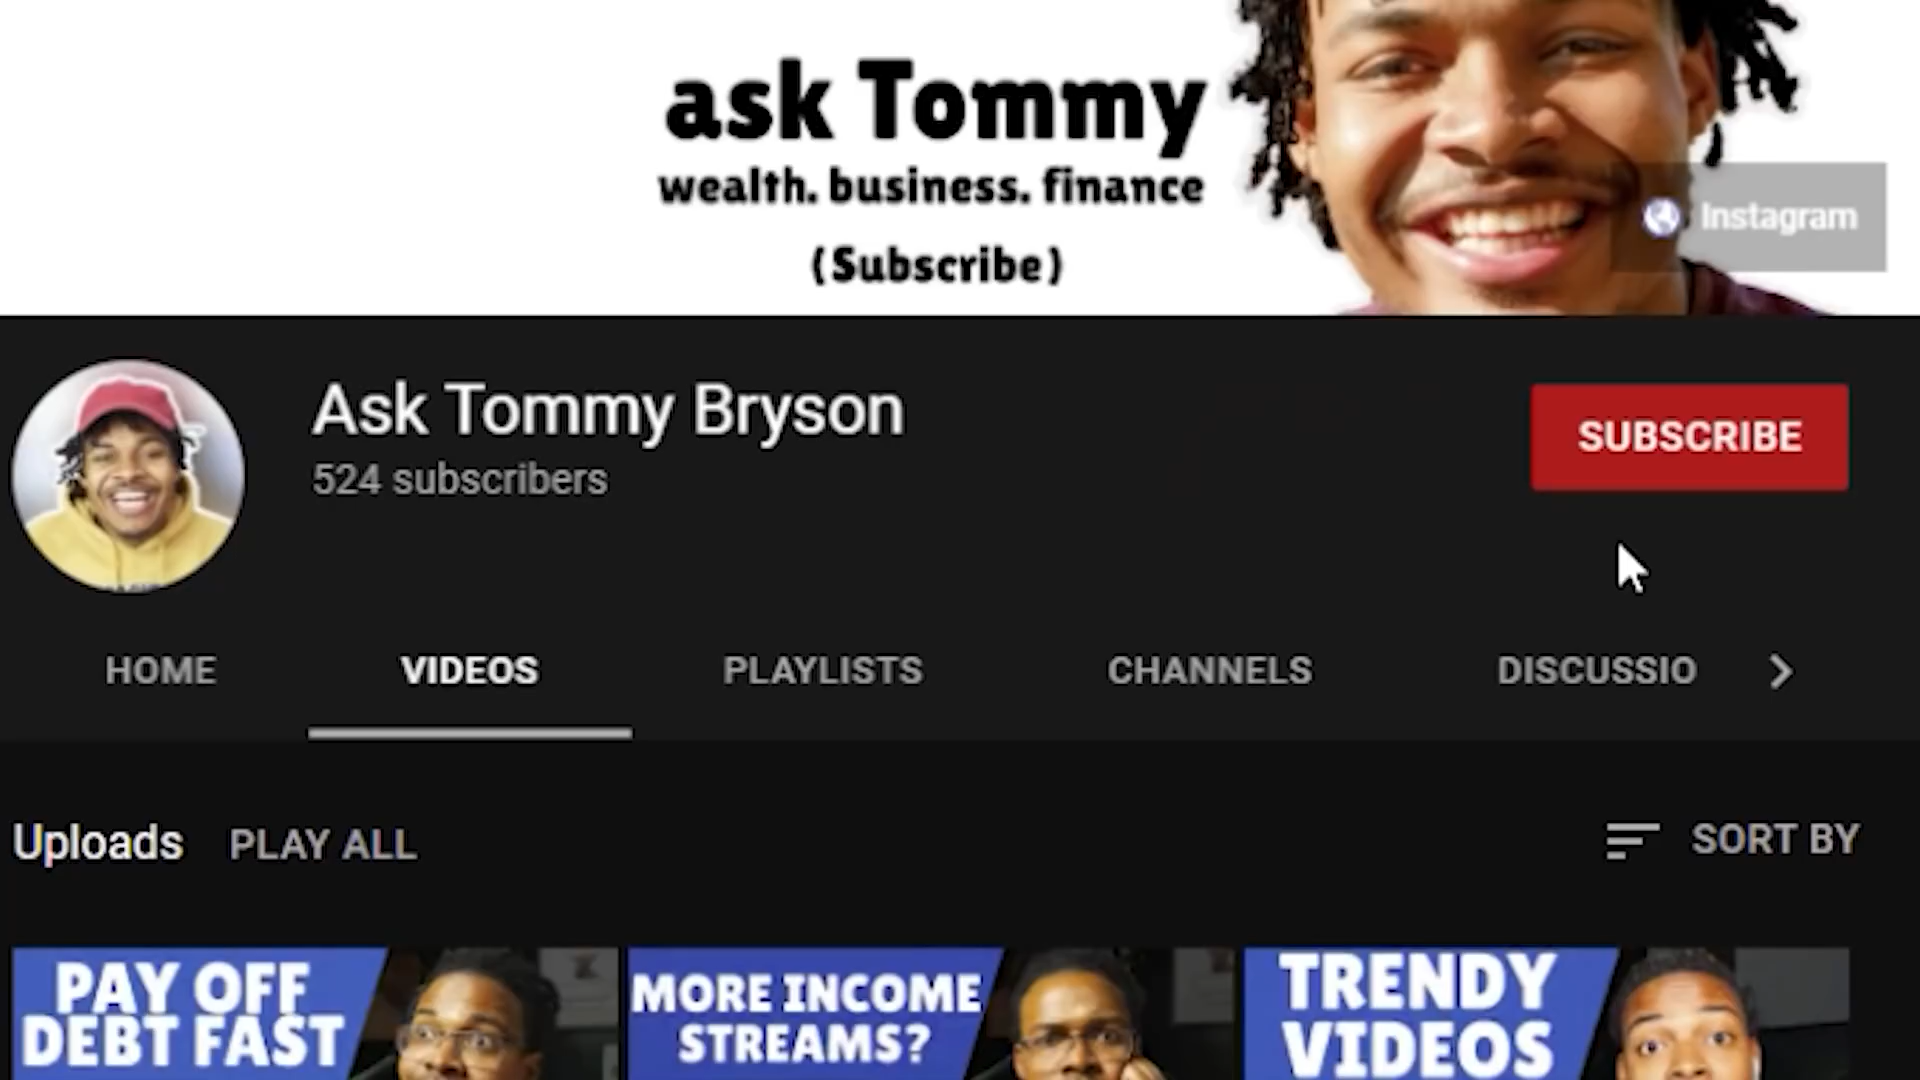 ask Tommy
wealth. business. finance
(Subscribe)
Instagram
Ask Tommy Bryson
524 subscribers
SUBSCRIBE
HOME
VIDEOS
PLAYLISTS
CHANNELS
DISCUSSIO
Uploads
PLAY ALL
SORT BY
PAY OFF
DEBT FAST
MORE INCOME
STREAMS?
TRENDY
VIDEOS